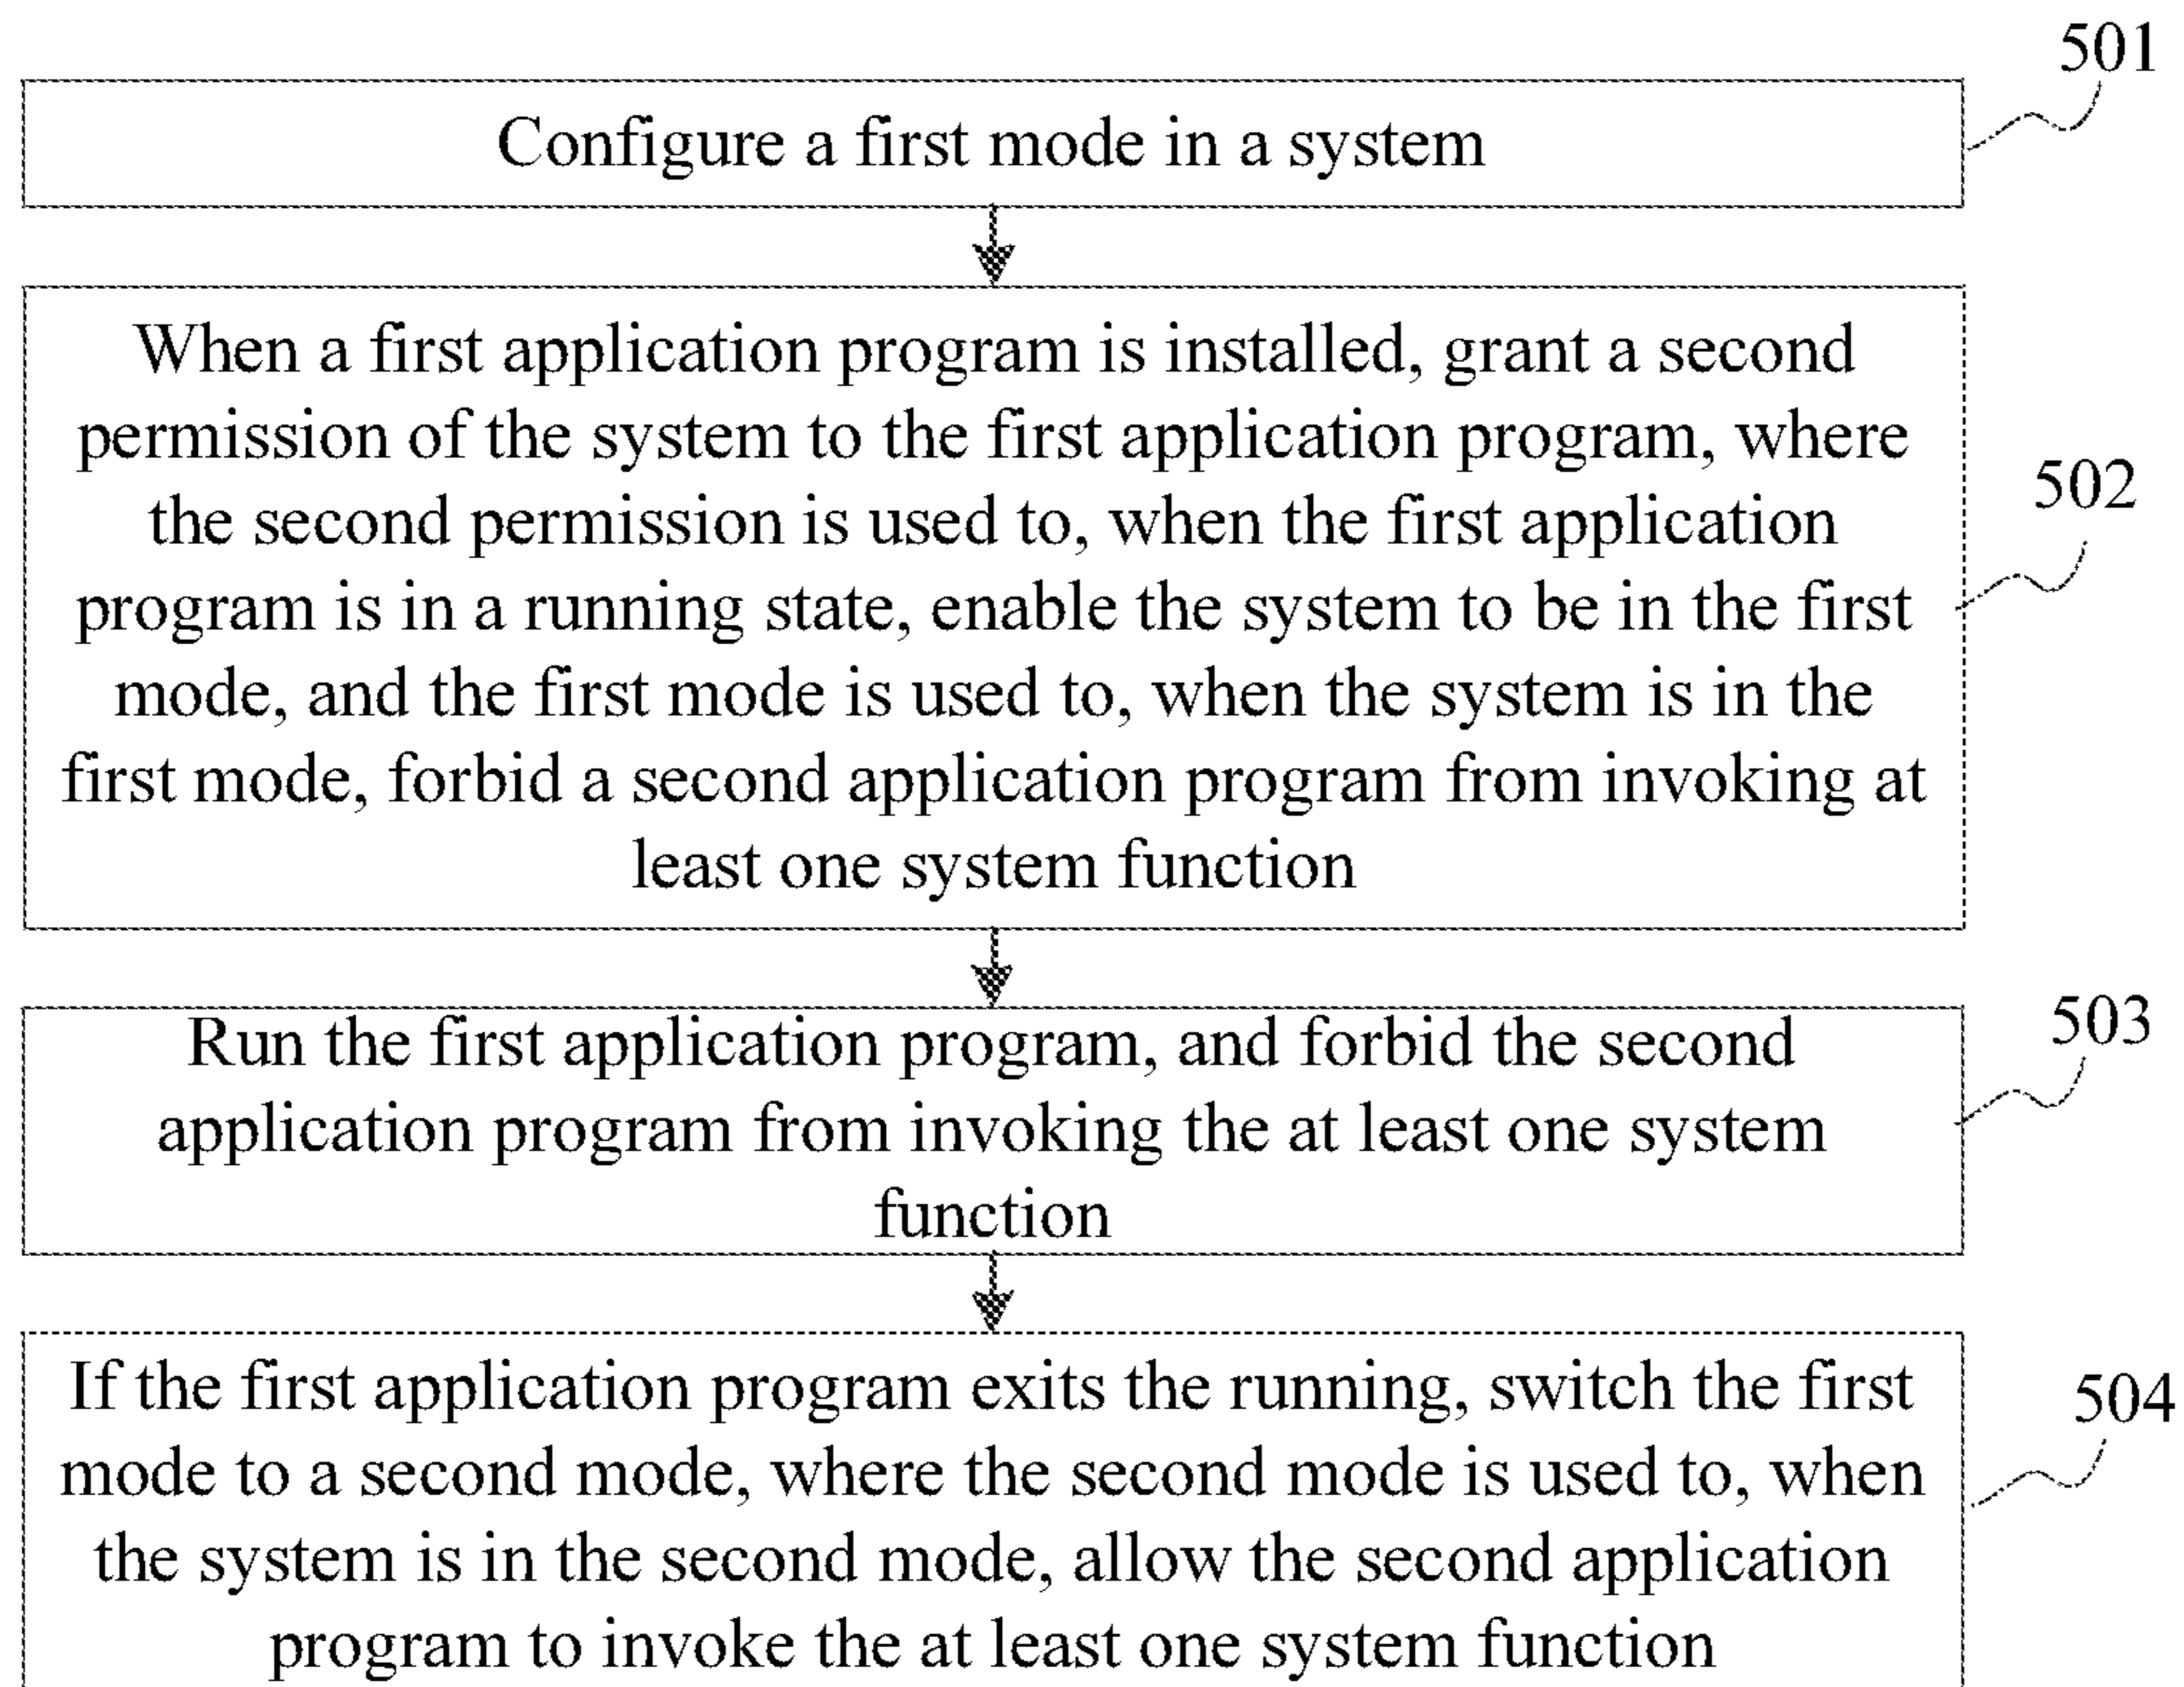 501
Configure a first mode in a system
When a first application program is installed, grant a second
permission of the system to the first application program, where
the second permission is used to, when the first application
program is in a running state, enable the system to be in the first
mode, and the first mode is used to, when the system is in the
first mode, forbid a second application program from invoking at
least one system function
502
Run the first application program, and forbid the second
application program from invoking the at least one system
function
503
If the first application program exits the running, switch the first
mode to a second mode, where the second mode is used to, when
the system is in the second mode, allow the second application
program to invoke the at least one system function
504